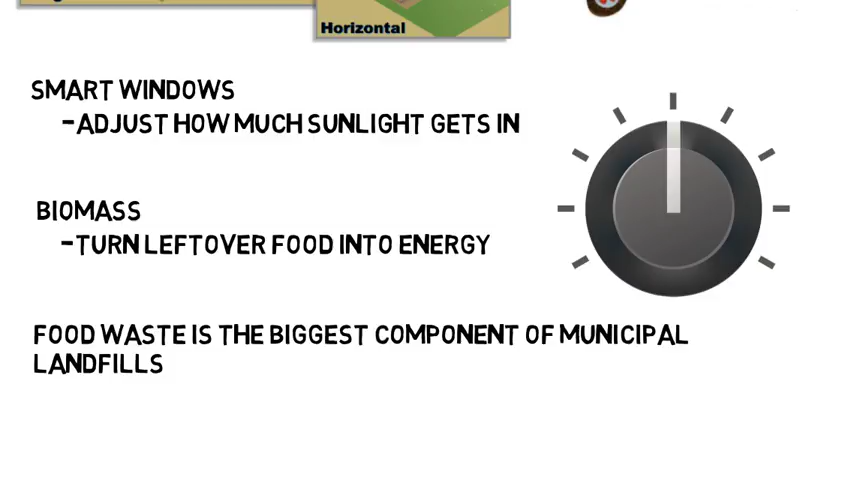 Horizontal
SMART WINDOWS
-ADJUST HOW MUCH SUNLIGHT GETS IN
BIOMASS
-TURN LEFTOVER FOOD INTO ENERGY
FOOD WASTE IS THE BIGGEST COMPONENT OF MUNICIPAL
LANDFILLS